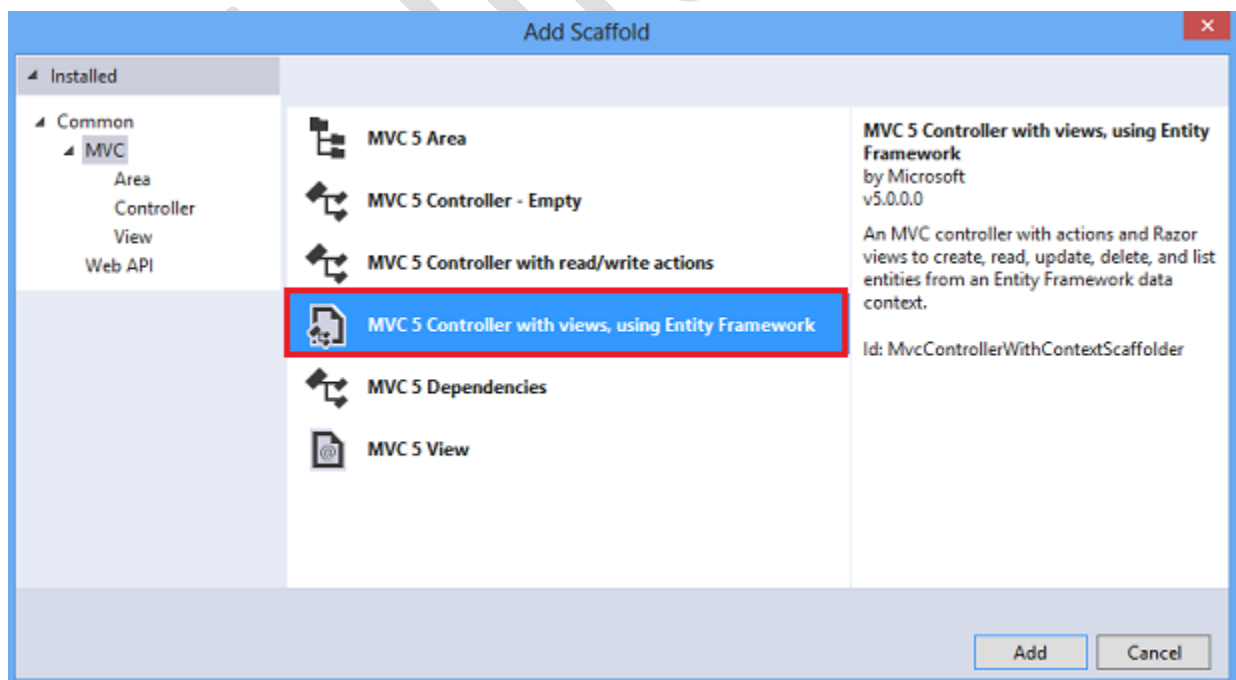 Add Scaffold
Installed
Common
MVC
Area
Controller
View
Web API
MVC 5 Area
MVC 5 Controller - Empty
MVC 5 Controller with read/write actions
MVC 5 Controller with views, using Entity Framework
MVC 5 Dependencies
MVC 5 View
MVC 5 Controller with views, using Entity
Framework
by Microsoft
v5.0.0.0
An MVC controller with actions and Razor
views to create, read, update, delete, and list
entities from an Entity Framework data
context.
Id: MvcControllerWithContextScaffolder
Add
Cancel